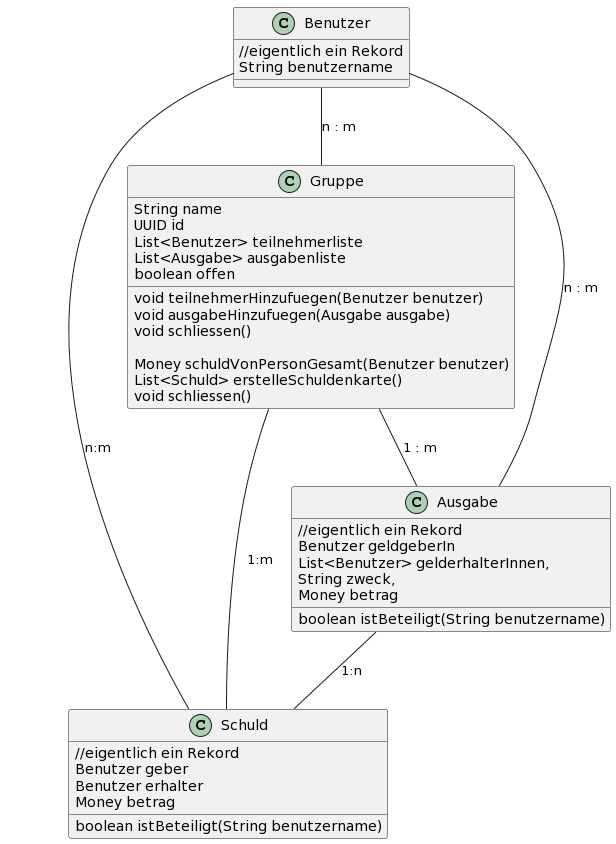 C Benutzer
//eigentlich ein Rekord
String benutzername
n : m
C Gruppe
String name
UUID id
List<Benutzer> teilnehmerliste
List<Ausgabe> ausgabenliste
boolean offen
void teilnehmerHinzufuegen(Benutzer benutzer)
void ausgabeHinzufuegen(Ausgabe ausgabe)
void schliessen()
Money schuldVonPersonGesamt(Benutzer benutzer)
List<Schuld> erstelleSchuldenkarte()
void schliessen()
n : m
n:m
1 : m
C Ausgabe
//eigentlich ein Rekord
Benutzer geldgeberIn
List<Benutzer> gelderhalterInnen,
String zweck,
Money betrag
boolean istBeteiligt(String benutzername)
1:m
1:n
C Schuld
//eigentlich ein Rekord
Benutzer geber
Benutzer erhalter
Money betrag
boolean istBeteiligt(String benutzername)